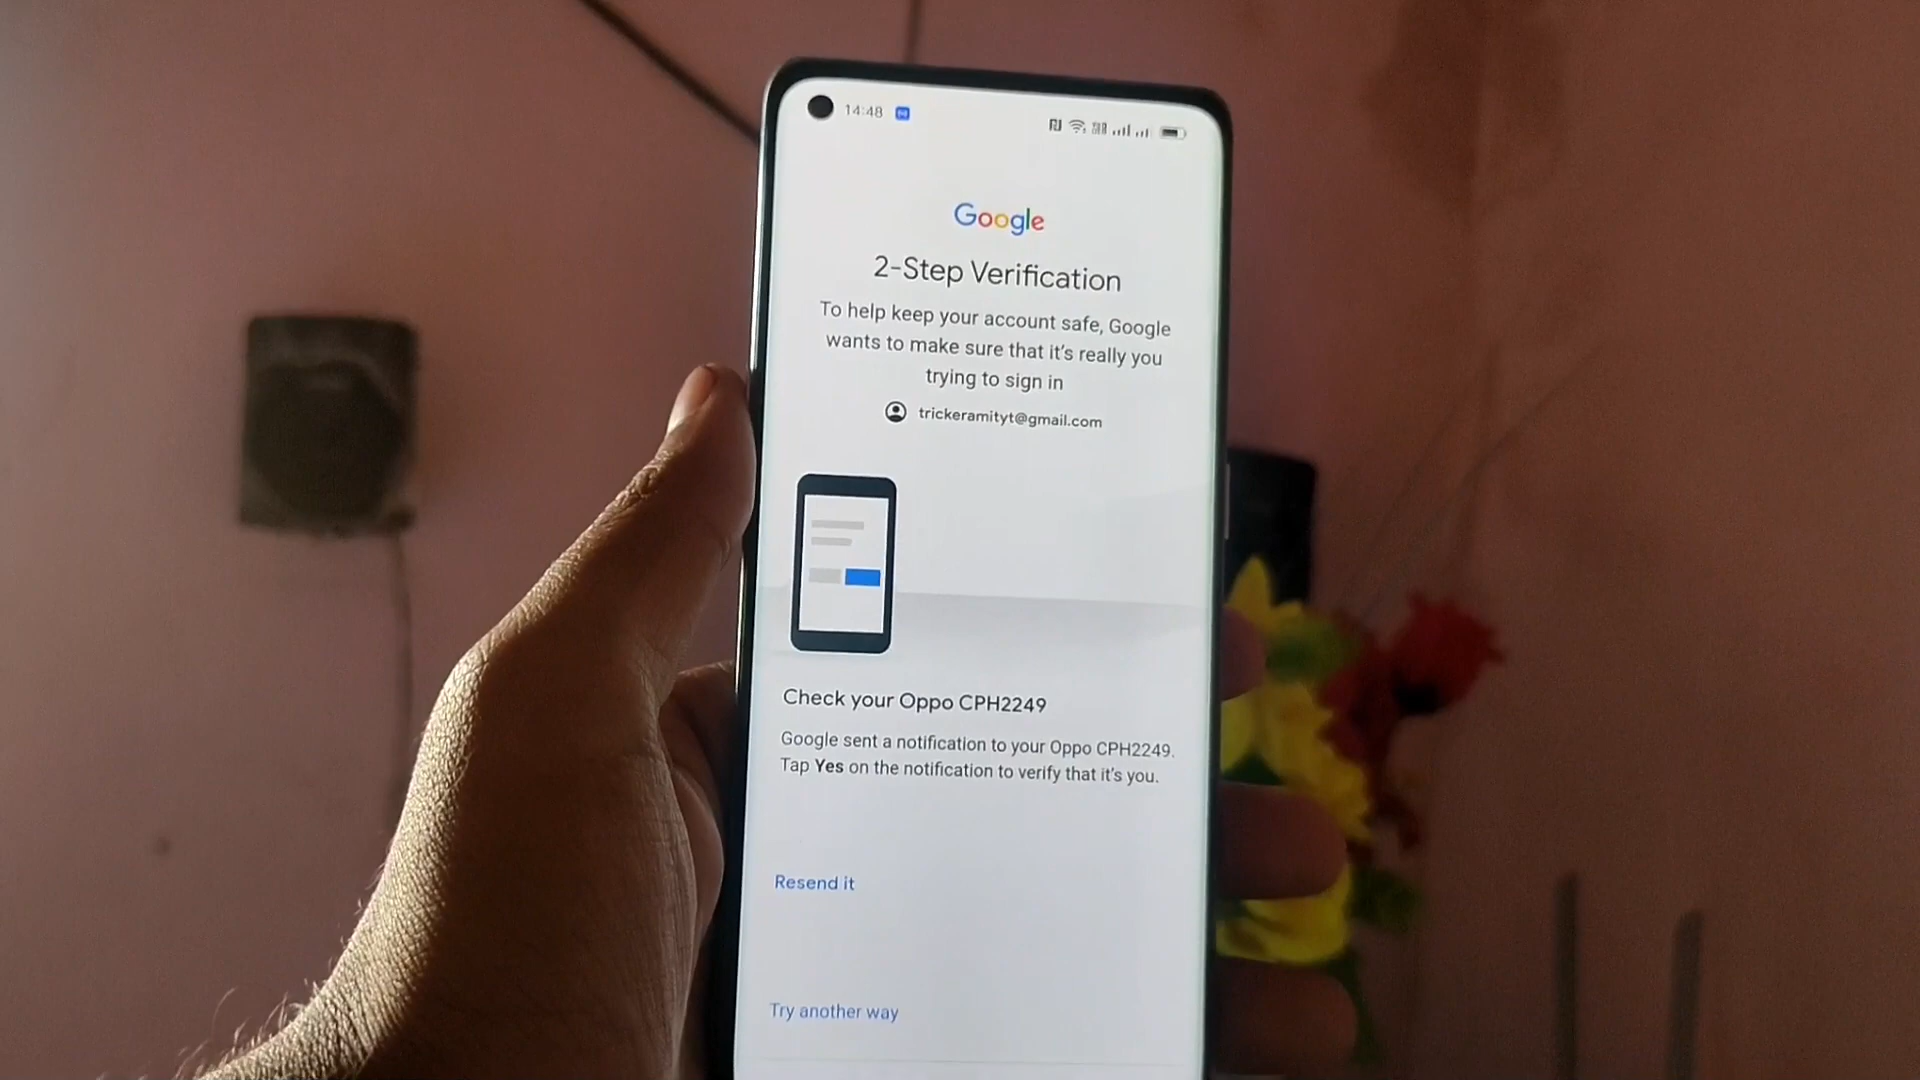 14:48
Google
2-Step Verification
To help keep your account safe, Google
wants to make sure that it's really you
trying to sign in
trickeramityt@gmail.com
Check your Oppo CPH2249
Google sent a notification to your Oppo CPH2249.
Tap Yes on the notification to verify that it's you.
Resend it
Try another way